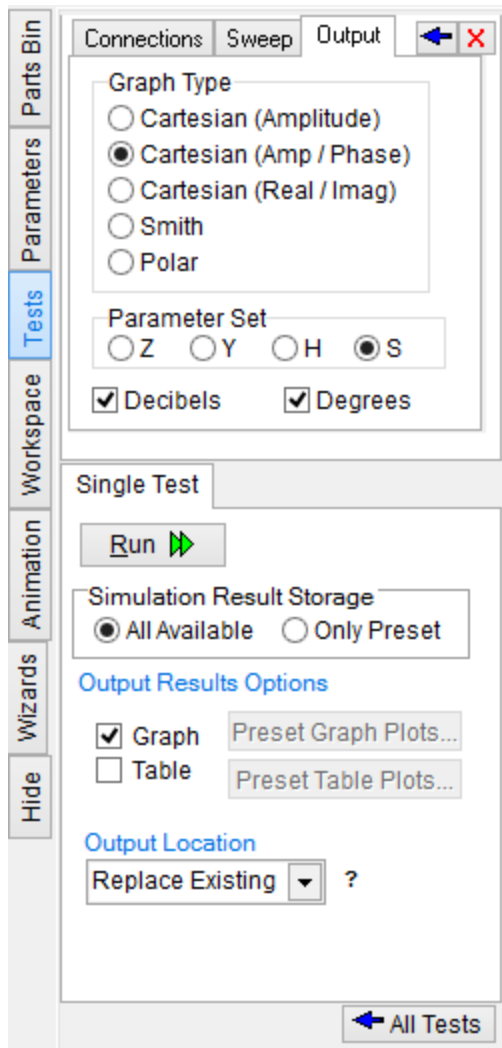 Parts Bin
Parameters
Tests
Workspace
Animation
Wizards
Hide
Connections Sweep Output
Graph Type
Cartesian (Amplitude)
Cartesian (Amp / Phase)
Cartesian (Real / Imag)
Smith
Polar
Parameter Set
Z Y H S
Decibels Degrees
Single Test
Run
Simulation Result Storage
All Available Only Preset
Output Results Options
Graph Preset Graph Plots...
Table Preset Table Plots...
Output Location
Replace Existing ?
All Tests